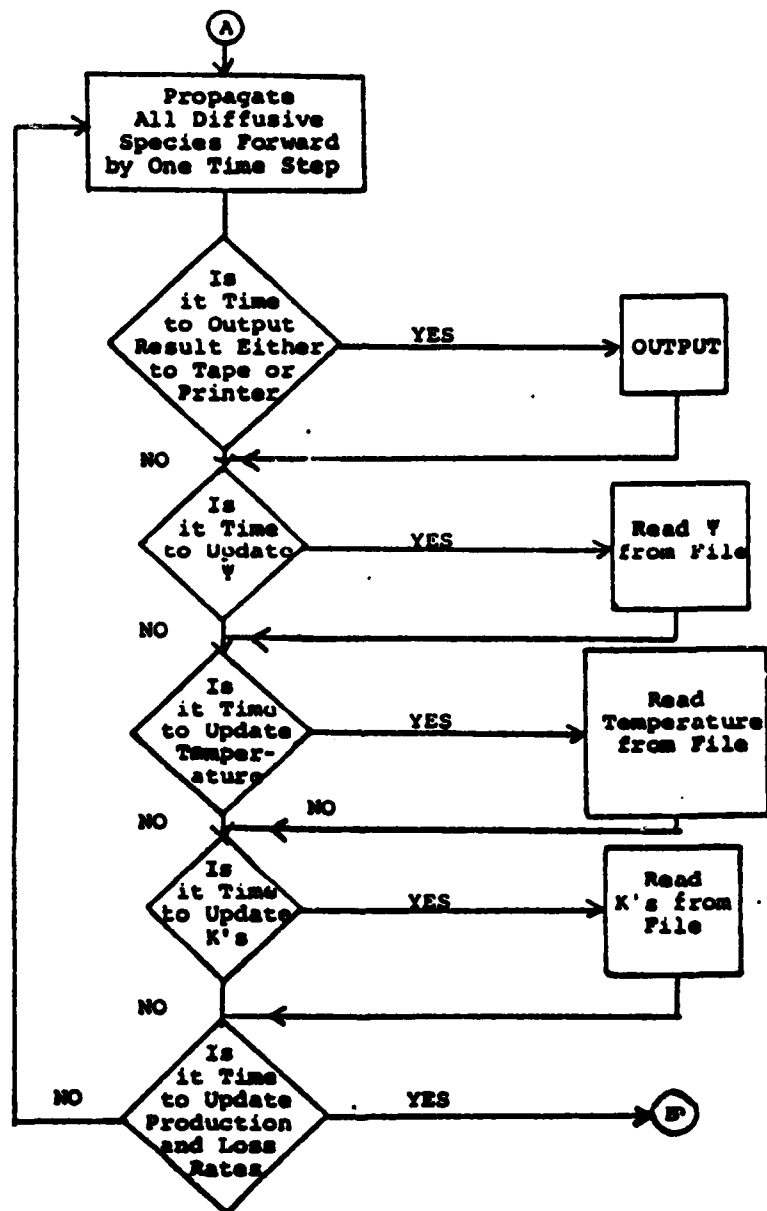 A
Propagate
All Diffusive
Species Forward
by One Time Step
Is
it Time
to Output
Result Either
to Tape or
Printer
YES
OUTPUT
NO
Is
it Time
to Update
Ψ
YES
Read Ψ
from File
NO
Is
it Time
to Update
Temper-
ature
YES
Read
Temperature
from File
NO
NO
Is
it Time
to Update
K's
YES
Read
K's from
File
NO
Is
it Time
to Update
Production
and Loss
Rates
NO
YES